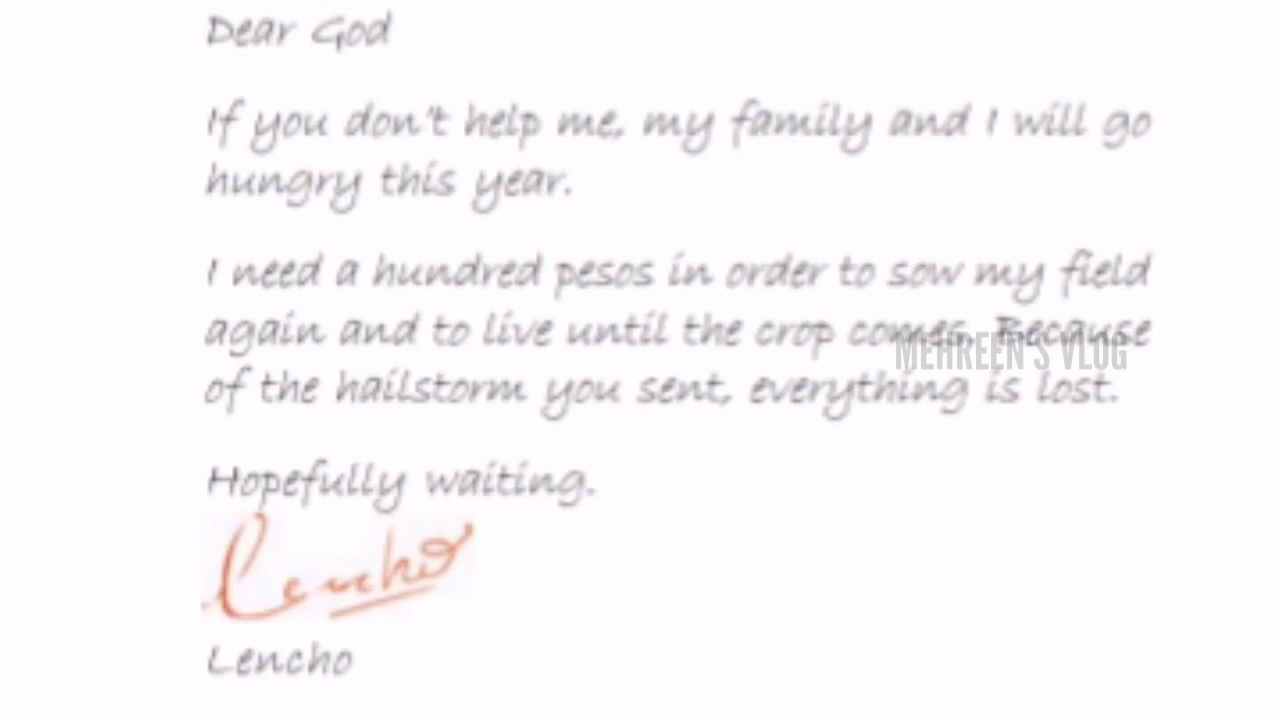 Dear God
If you don't help me, my family and I will go
hungry this year.
I need a hundred pesos in order to sow my field
again and to live until the crop comes. Because
MEHREEN'S VLOG
of the hailstorm you sent, everything is lost.
Hopefully waiting.
Lencho
Lencho